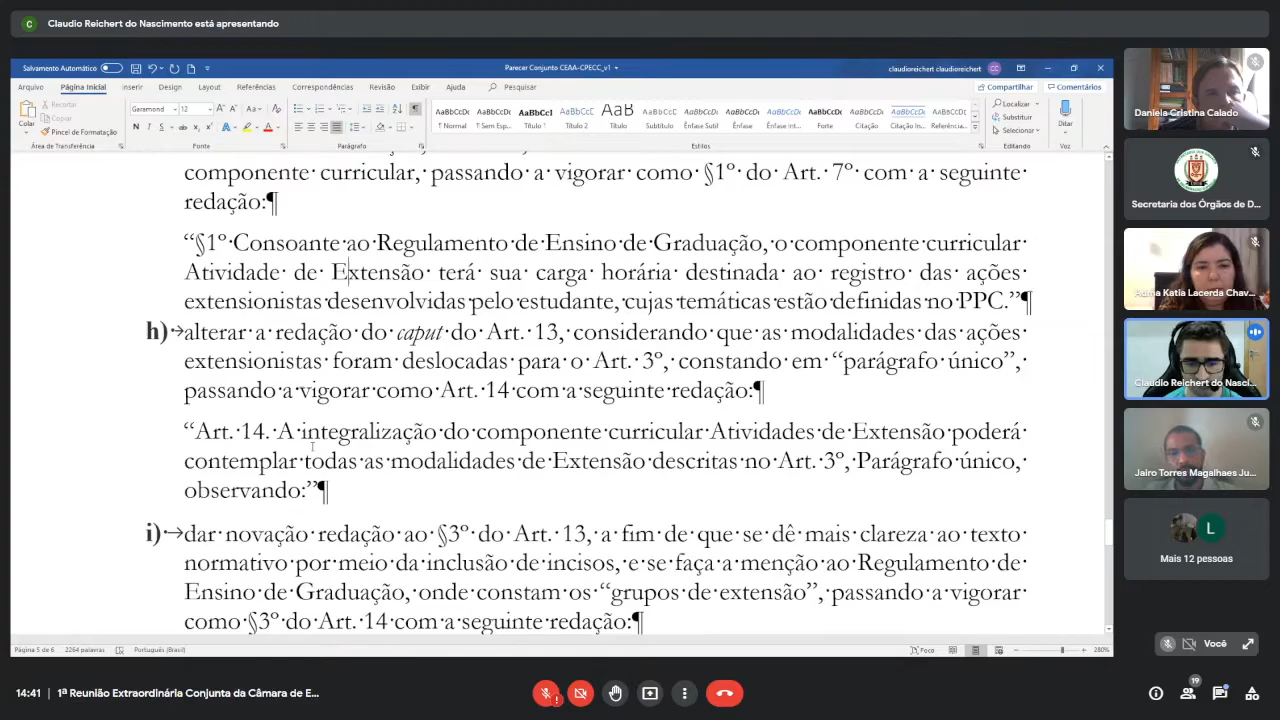 Claudio Reichert do Nascimento está apresentando
Salvamento Automático
Parecer Conjunto CEAA-CPECC_v1
claudioreichert claudioreichert
CC
Arquivo
Página Inicial
Inserir
Design
Layout
Referências
Correspondências
Revisão
Exibir
Ajuda
Pesquisar
Compartilhar
Comentários
Colar
Recortar
Copiar
Pincel de Formatação
Área de Transferência
Garamond
12
Fonte
Parágrafo
¶ Normal
¶ Sem Esp...
Título 1
Título 2
Título
Subtítulo
Ênfase Sutil
Ênfase
Ênfase Int...
Forte
Citação
Citação In...
Referência...
Estilos
Localizar
Substituir
Selecionar
Editando
Ditar
Voz
componente curricular, passando a vigorar como §1º do Art. 7º com a seguinte
redação:¶
“§1º Consoante ao Regulamento de Ensino de Graduação, o componente curricular
Atividade de Extensão terá sua carga horária destinada ao registro das ações
extensionistas desenvolvidas pelo estudante, cujas temáticas estão definidas no PPC.”¶
h) alterar a redação do caput do Art. 13, considerando que as modalidades das ações
extensionistas foram deslocadas para o Art. 3º, constando em “parágrafo único”,
passando a vigorar como Art. 14 com a seguinte redação:¶
“Art. 14. A integralização do componente curricular Atividades de Extensão poderá
contemplar todas as modalidades de Extensão descritas no Art. 3º, Parágrafo único,
observando:”¶
i) dar novação redação ao §3º do Art. 13, a fim de que se dê mais clareza ao texto
normativo por meio da inclusão de incisos, e se faça a menção ao Regulamento de
Ensino de Graduação, onde constam os “grupos de extensão”, passando a vigorar
como §3º do Art. 14 com a seguinte redação:¶
Página 5 de 6
2264 palavras
Português (Brasil)
Foco
280%
Daniela Cristina Calado
Secretaria dos Órgãos de D...
Adma Katia Lacerda Chav...
Claudio Reichert do Nasci...
Jairo Torres Magalhaes Ju...
L
Mais 12 pessoas
Você
14:41
1ª Reunião Extraordinária Conjunta da Câmara de E...
19